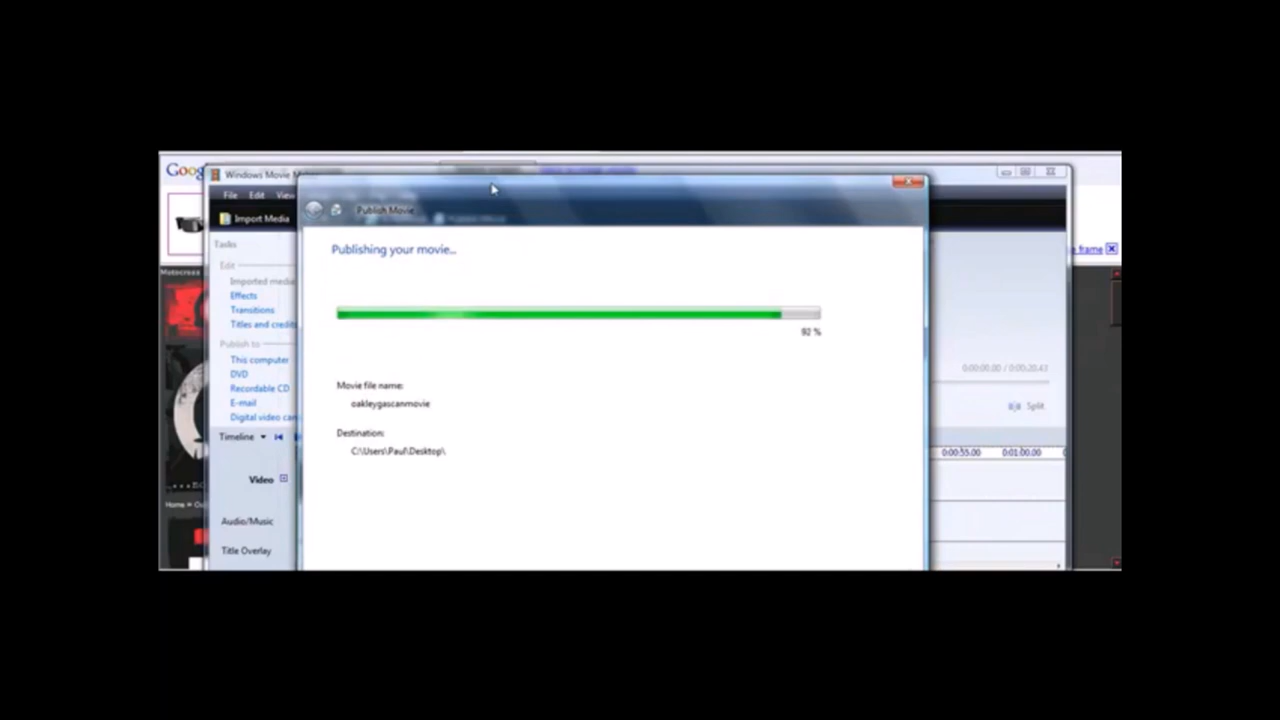 Goo
Windows Movie M
File Edit View
Import Media
Publish Movie
Tasks
Publishing your movie...
frame
Edit
Motocross
Imported media
Effects
Transitions
Titles and credits
92 %
Publish to
This computer
0:00:00.00 / 0:00:20.43
DVD
Movie file name:
Recordable CD
oakleygascanmovie
E-mail
Split
Digital video cam
Destination:
Timeline
C:\Users\Paul\Desktop\
0:00:55.00 0:01:00.00
Video
Home
Audio/Music
Title Overlay